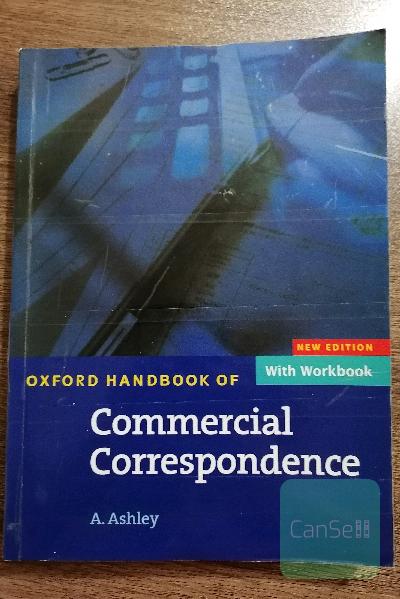 NEW EDITION
With Workbook
OXFORD HANDBOOK OF
Commercial
Correspondence
A. Ashley
CanSell